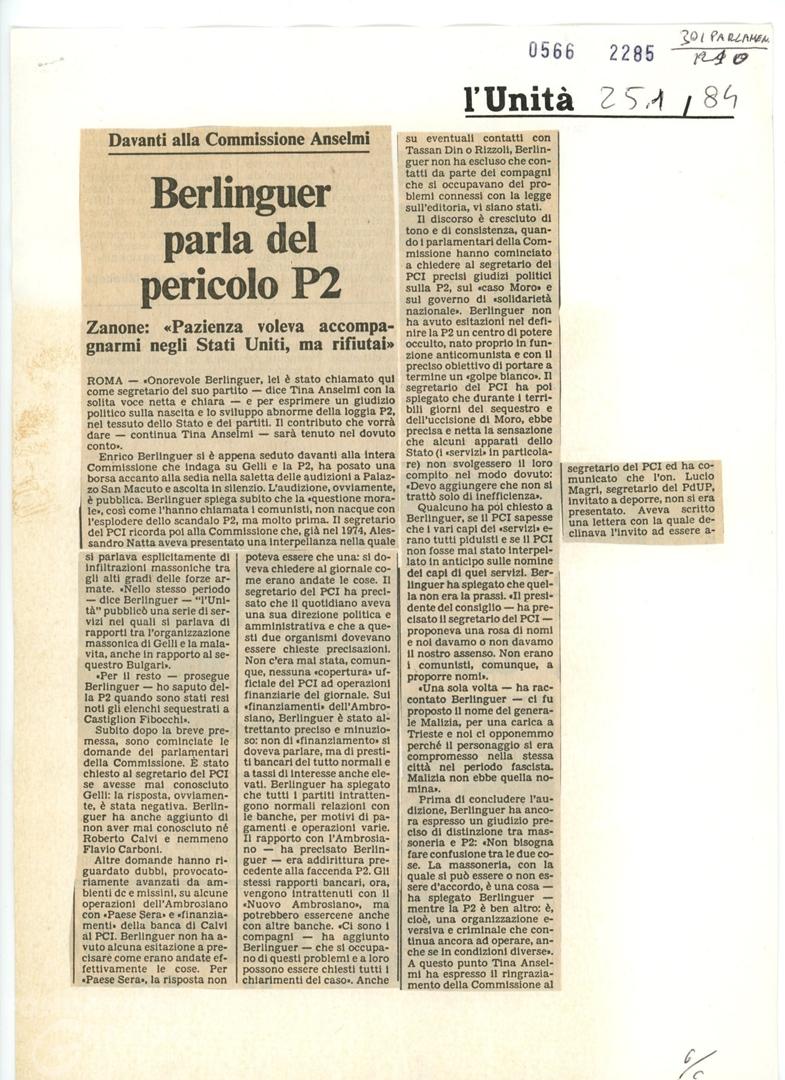 0566 2285
301 PARLAMEN.
l'Unità 25.1/84
Davanti alla Commissione Anselmi
Berlinguer
parla del
pericolo P2
Zanone: «Pazienza voleva accompa-
gnarmi negli Stati Uniti, ma rifiutai»
ROMA — «Onorevole Berlinguer, lei è stato chiamato qui
come segretario del suo partito — dice Tina Anselmi con la
solita voce netta e chiara — e per esprimere un giudizio
politico sulla nascita e lo sviluppo abnorme della loggia P2,
nel tessuto dello Stato e dei partiti. Il contributo che vorrà
dare — continua Tina Anselmi — sarà tenuto nel dovuto
conto».
Enrico Berlinguer si è appena seduto davanti alla intera
Commissione che indaga su Gelli e la P2, ha posato una
borsa accanto alla sedia nella saletta delle audizioni a Palaz-
zo San Macuto e ascolta in silenzio. L'audizione, ovviamente,
è pubblica. Berlinguer spiega subito che la «questione mora-
le», così come l'hanno chiamata i comunisti, non nacque con
l'esplodere dello scandalo P2, ma molto prima. Il segretario
del PCI ricorda poi alla Commissione che, già nel 1974, Ales-
sandro Natta aveva presentato una interpellanza nella quale
si parlava esplicitamente di
infiltrazioni massoniche tra
gli alti gradi delle forze ar-
mate. «Nello stesso periodo
— dice Berlinguer — "l'Uni-
tà" pubblicò una serie di ser-
vizi nei quali si parlava di
rapporti tra l'organizzazione
massonica di Gelli e la mala-
vita, anche in rapporto al se-
questro Bulgari».
«Per il resto — prosegue
Berlinguer — ho saputo del-
la P2 quando sono stati resi
noti gli elenchi sequestrati a
Castiglion Fibocchi».
Subito dopo la breve pre-
messa, sono cominciate le
domande dei parlamentari
della Commissione. È stato
chiesto al segretario del PCI
se avesse mai conosciuto
Gelli: la risposta, ovviamen-
te, è stata negativa. Berlin-
guer ha anche aggiunto di
non aver mai conosciuto né
Roberto Calvi e nemmeno
Flavio Carboni.
Altre domande hanno ri-
guardato dubbi, provocato-
riamente avanzati da am-
bienti dc e missini, su alcune
operazioni dell'Ambrosiano
con «Paese Sera» e «finanzia-
menti» della banca di Calvi
al PCI. Berlinguer non ha a-
vuto alcuna esitazione a pre-
cisare come erano andate ef-
fettivamente le cose. Per
«Paese Sera», la risposta non
poteva essere che una: si do-
veva chiedere al giornale co-
me erano andate le cose. Il
segretario del PCI ha preci-
sato che il quotidiano aveva
una sua direzione politica e
amministrativa e che a que-
sti due organismi dovevano
essere chieste precisazioni.
Non c'era mai stata, comun-
que, nessuna «copertura» uf-
ficiale del PCI ad operazioni
finanziarie del giornale. Sui
«finanziamenti» dell'Ambro-
siano, Berlinguer è stato al-
trettanto preciso e minuzio-
so: non di «finanziamento» si
doveva parlare, ma di presti-
ti bancari del tutto normali e
a tassi di interesse anche ele-
vati. Berlinguer ha spiegato
che tutti i partiti intratten-
gono normali relazioni con
le banche, per motivi di pa-
gamenti e operazioni varie.
Il rapporto con l'Ambrosia-
no — ha precisato Berlin-
guer — era addirittura pre-
cedente alla faccenda P2. Gli
stessi rapporti bancari, ora,
vengono intrattenuti con il
«Nuovo Ambrosiano», ma
potrebbero essercene anche
con altre banche. «Ci sono i
compagni — ha aggiunto
Berlinguer — che si occupa-
no di questi problemi e a loro
possono essere chiesti tutti i
chiarimenti del caso». Anche
su eventuali contatti con
Tassan Din o Rizzoli, Berlin-
guer non ha escluso che con-
tatti da parte dei compagni
che si occupavano dei pro-
blemi connessi con la legge
sull'editoria, vi siano stati.
Il discorso è cresciuto di
tono e di consistenza, quan-
do i parlamentari della Com-
missione hanno cominciato
a chiedere al segretario del
PCI precisi giudizi politici
sulla P2, sul «caso Moro» e
sul governo di «solidarietà
nazionale». Berlinguer non
ha avuto esitazioni nel defi-
nire la P2 un centro di potere
occulto, nato proprio in fun-
zione anticomunista e con il
preciso obiettivo di portare a
termine un «golpe bianco». Il
segretario del PCI ha poi
spiegato che durante i terri-
bili giorni del sequestro e
dell'uccisione di Moro, ebbe
precisa e netta la sensazione
che alcuni apparati dello
Stato (i «servizi» in particola-
re) non svolgessero il loro
compito nel modo dovuto:
«Devo aggiungere che non si
trattò solo di inefficienza».
Qualcuno ha poi chiesto a
Berlinguer, se il PCI sapesse
che i vari capi dei «servizi» e-
rano tutti piduisti e se il PCI
non fosse mai stato interpel-
lato in anticipo sulle nomine
dei capi di quei servizi. Ber-
linguer ha spiegato che quel-
la non era la prassi. «Il presi-
dente del consiglio — ha pre-
cisato il segretario del PCI —
proponeva una rosa di nomi
e noi davamo o non davamo
il nostro assenso. Non erano
i comunisti, comunque, a
proporre nomi».
«Una sola volta — ha rac-
contato Berlinguer — ci fu
proposto il nome del genera-
le Malizia, per una carica a
Trieste e noi ci opponemmo
perché il personaggio si era
compromesso nella stessa
città nel periodo fascista.
Malizia non ebbe quella no-
mina».
Prima di concludere l'au-
dizione, Berlinguer ha anco-
ra espresso un giudizio pre-
ciso di distinzione tra mas-
soneria e P2: «Non bisogna
fare confusione tra le due co-
se. La massoneria, con la
quale si può essere o non es-
sere d'accordo, è una cosa —
ha spiegato Berlinguer —
mentre la P2 è ben altro: è,
cioè, una organizzazione e-
versiva e criminale che con-
tinua ancora ad operare, an-
che se in condizioni diverse».
A questo punto Tina Ansel-
mi ha espresso il ringrazia-
mento della Commissione al
segretario del PCI ed ha co-
municato che l'on. Lucio
Magri, segretario del PdUP,
invitato a deporre, non si era
presentato. Aveva scritto
una lettera con la quale de-
clinava l'invito ad essere a-